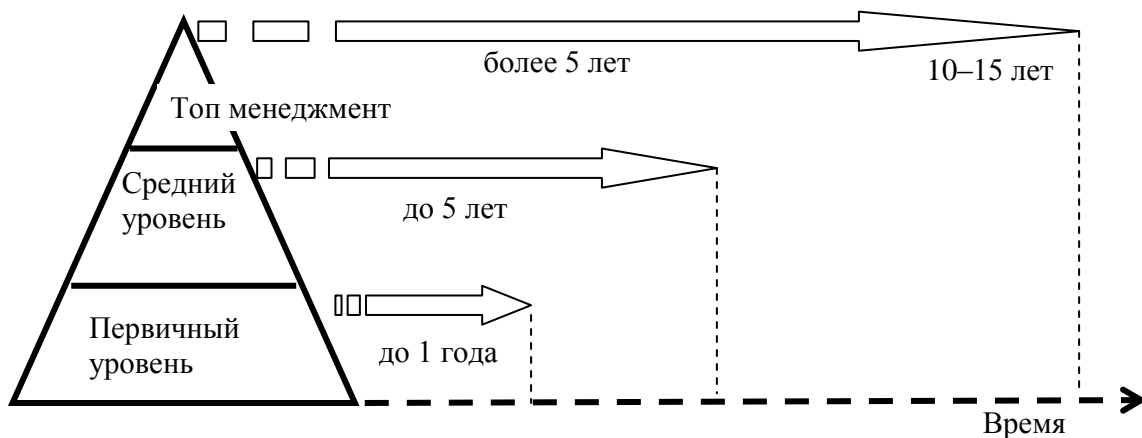 более 5 лет
10–15 лет
Топ менеджмент
Средний
уровень
до 5 лет
Первичный
уровень
до 1 года
Время